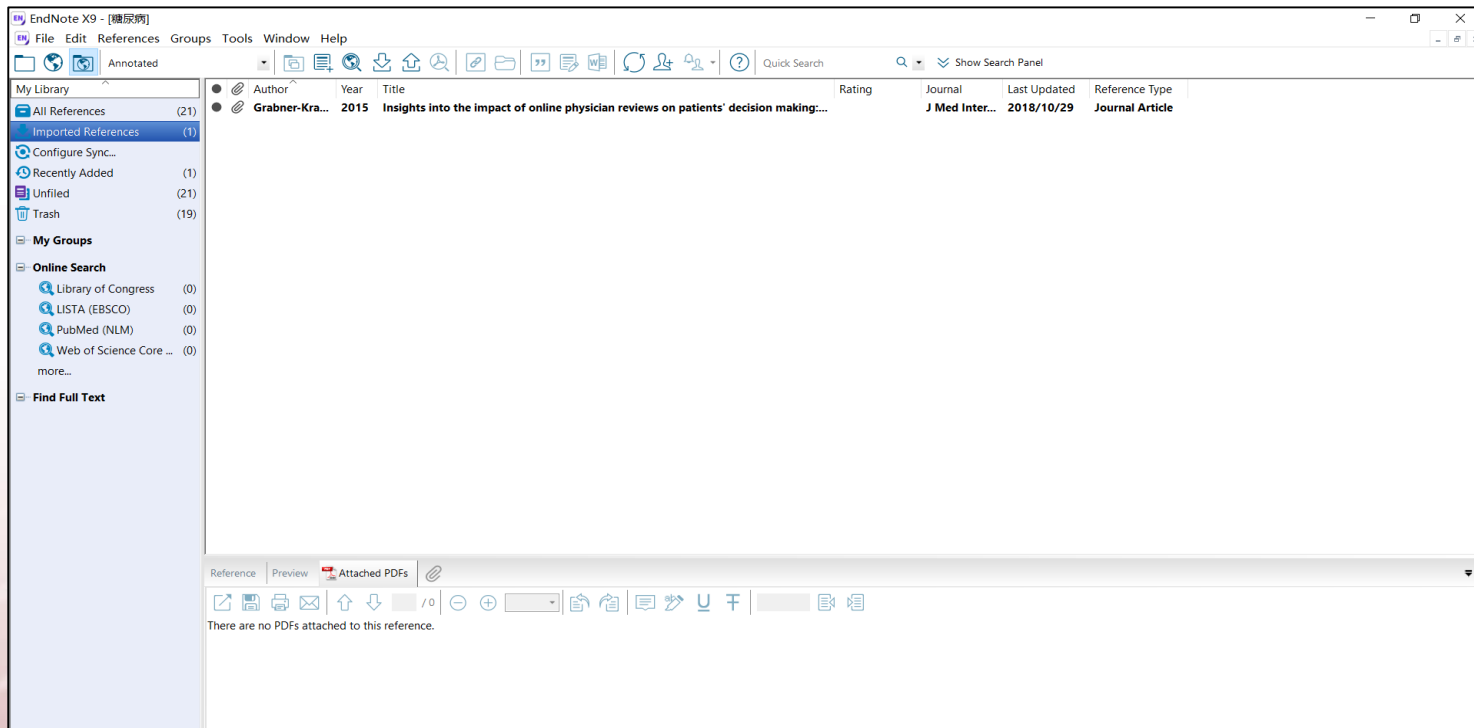 EndNote X9 - [糖尿病]
File Edit References Groups Tools Window Help
Annotated
Quick Search
Show Search Panel
My Library
All References (21)
Imported References (1)
Configure Sync...
Recently Added (1)
Unfiled (21)
Trash (19)
My Groups
Online Search
Library of Congress (0)
LISTA (EBSCO) (0)
PubMed (NLM) (0)
Web of Science Core ... (0)
more...
Find Full Text
Author Year Title Rating Journal Last Updated Reference Type
Grabner-Kra... 2015 Insights into the impact of online physician reviews on patients' decision making:... J Med Inter... 2018/10/29 Journal Article
Reference Preview Attached PDFs
/ 0
There are no PDFs attached to this reference.